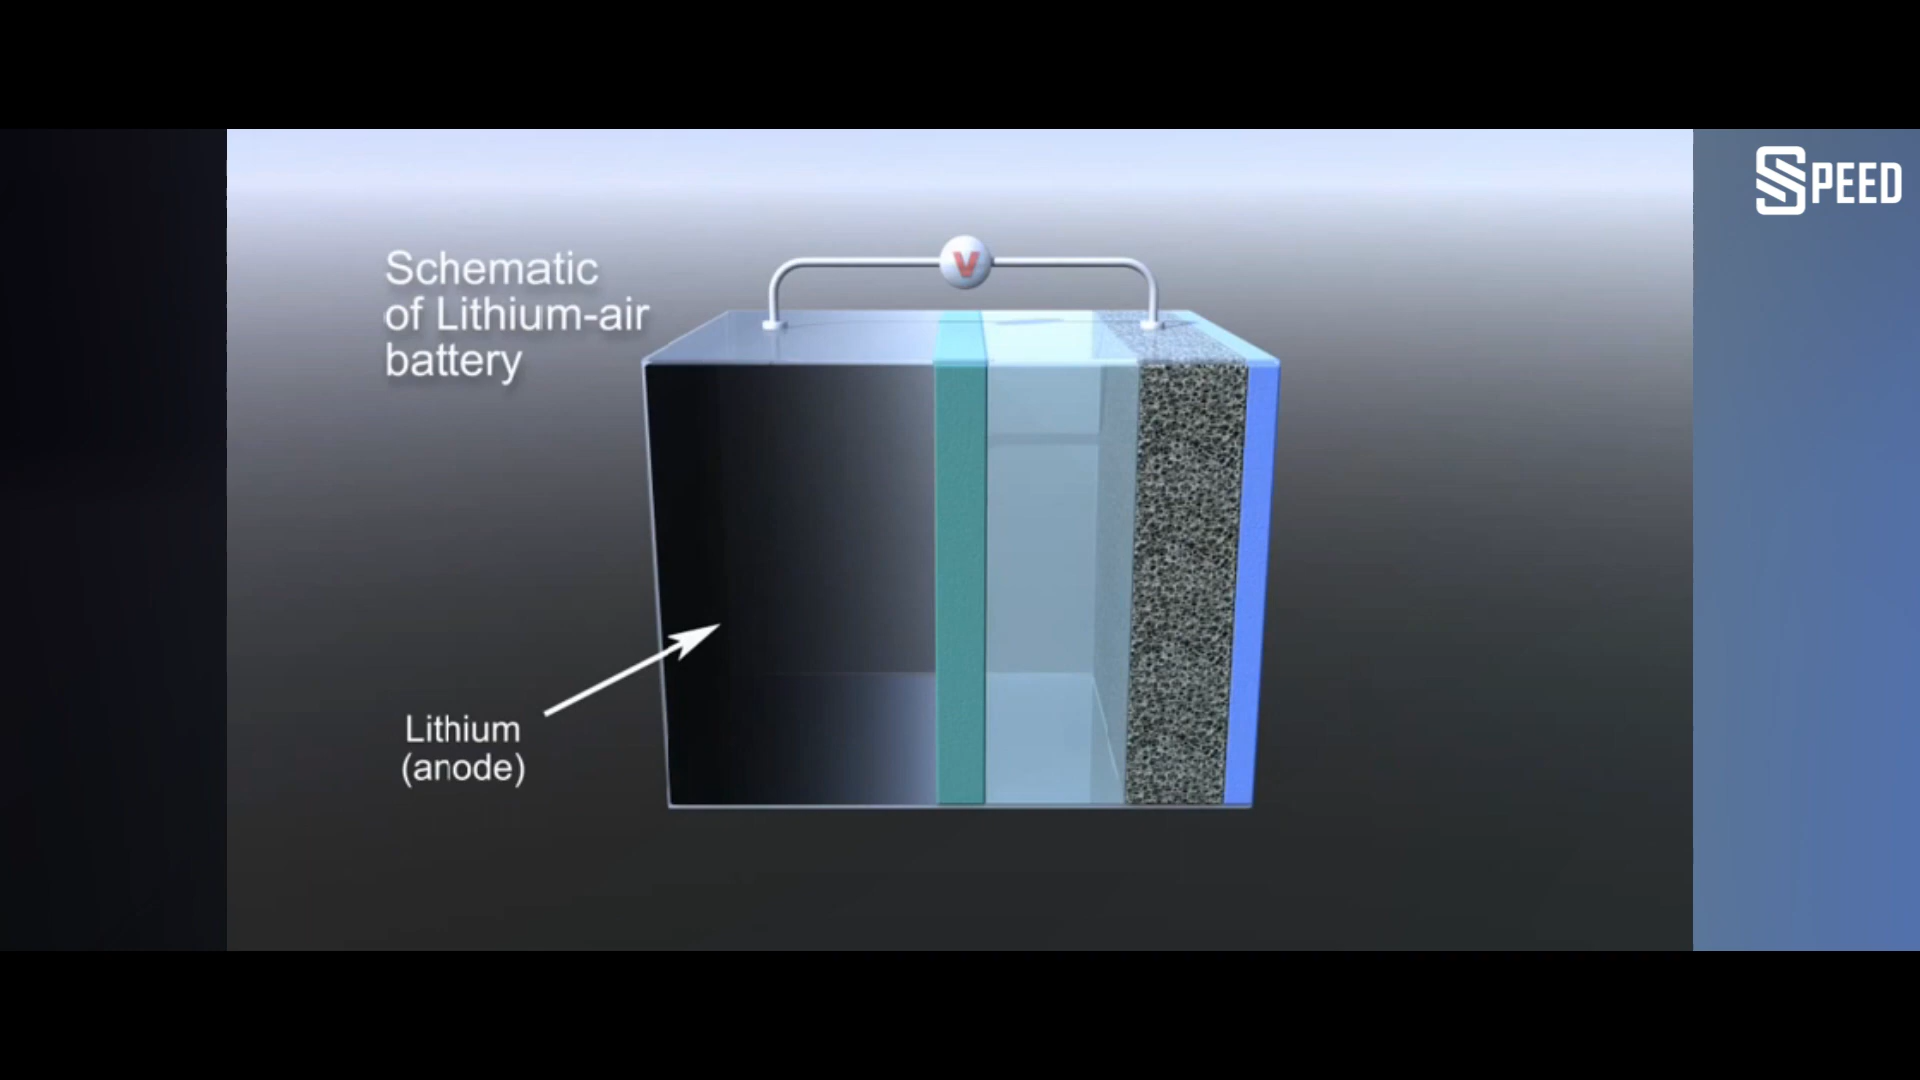 SPEED
Schematic
of Lithium-air
battery
V
Lithium
(anode)